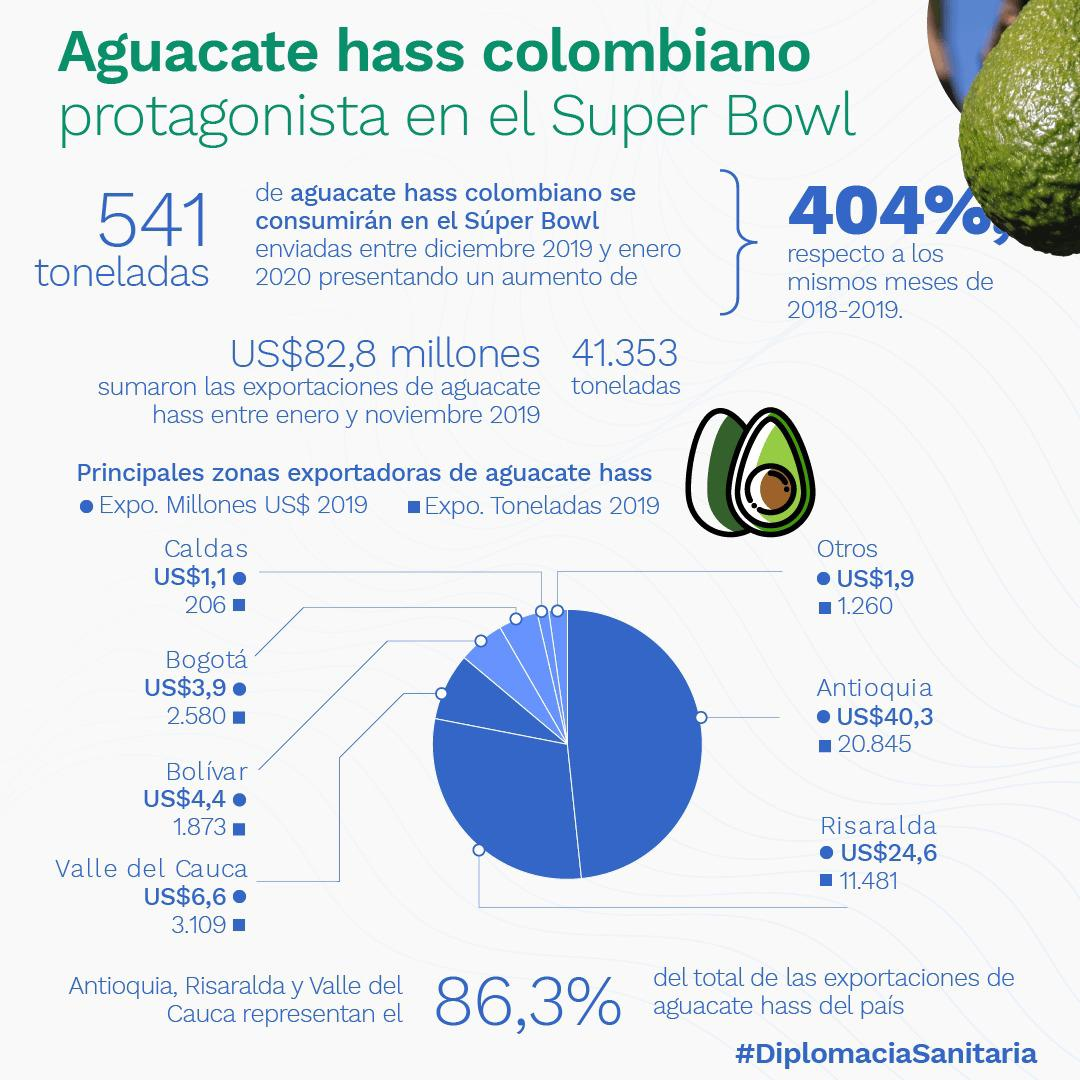 Aguacate hass colombiano
protagonista en el Super Bowl
541
toneladas
de aguacate hass colombiano se
consumirán en el Súper Bowl
enviadas entre diciembre 2019 y enero
2020 presentando un aumento de
404%,
respecto a los
mismos meses de
2018-2019.
US$82,8 millones
sumaron las exportaciones de aguacate
hass entre enero y noviembre 2019
41.353
toneladas
Principales zonas exportadoras de aguacate hass
Expo. Millones US$ 2019
Expo. Toneladas 2019
Caldas
US$1,1
206
Bogotá
US$3,9
2.580
Bolívar
US$4,4
1.873
Valle del Cauca
US$6,6
3.109
Otros
US$1,9
1.260
Antioquia
US$40,3
20.845
Risaralda
US$24,6
11.481
Antioquia, Risaralda y Valle del
Cauca representan el
86,3%
del total de las exportaciones de
aguacate hass del país
#DiplomaciaSanitaria